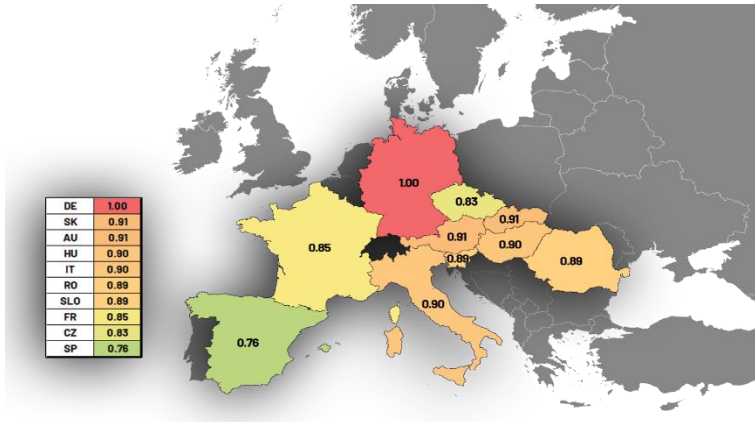 DE 1.00
SK 0.91
AU 0.91
HU 0.90
IT 0.90
RO 0.89
SLO 0.89
FR 0.85
CZ 0.83
SP 0.76
1.00
0.83
0.91
0.91
0.90
0.85
0.89
0.89
0.90
0.76